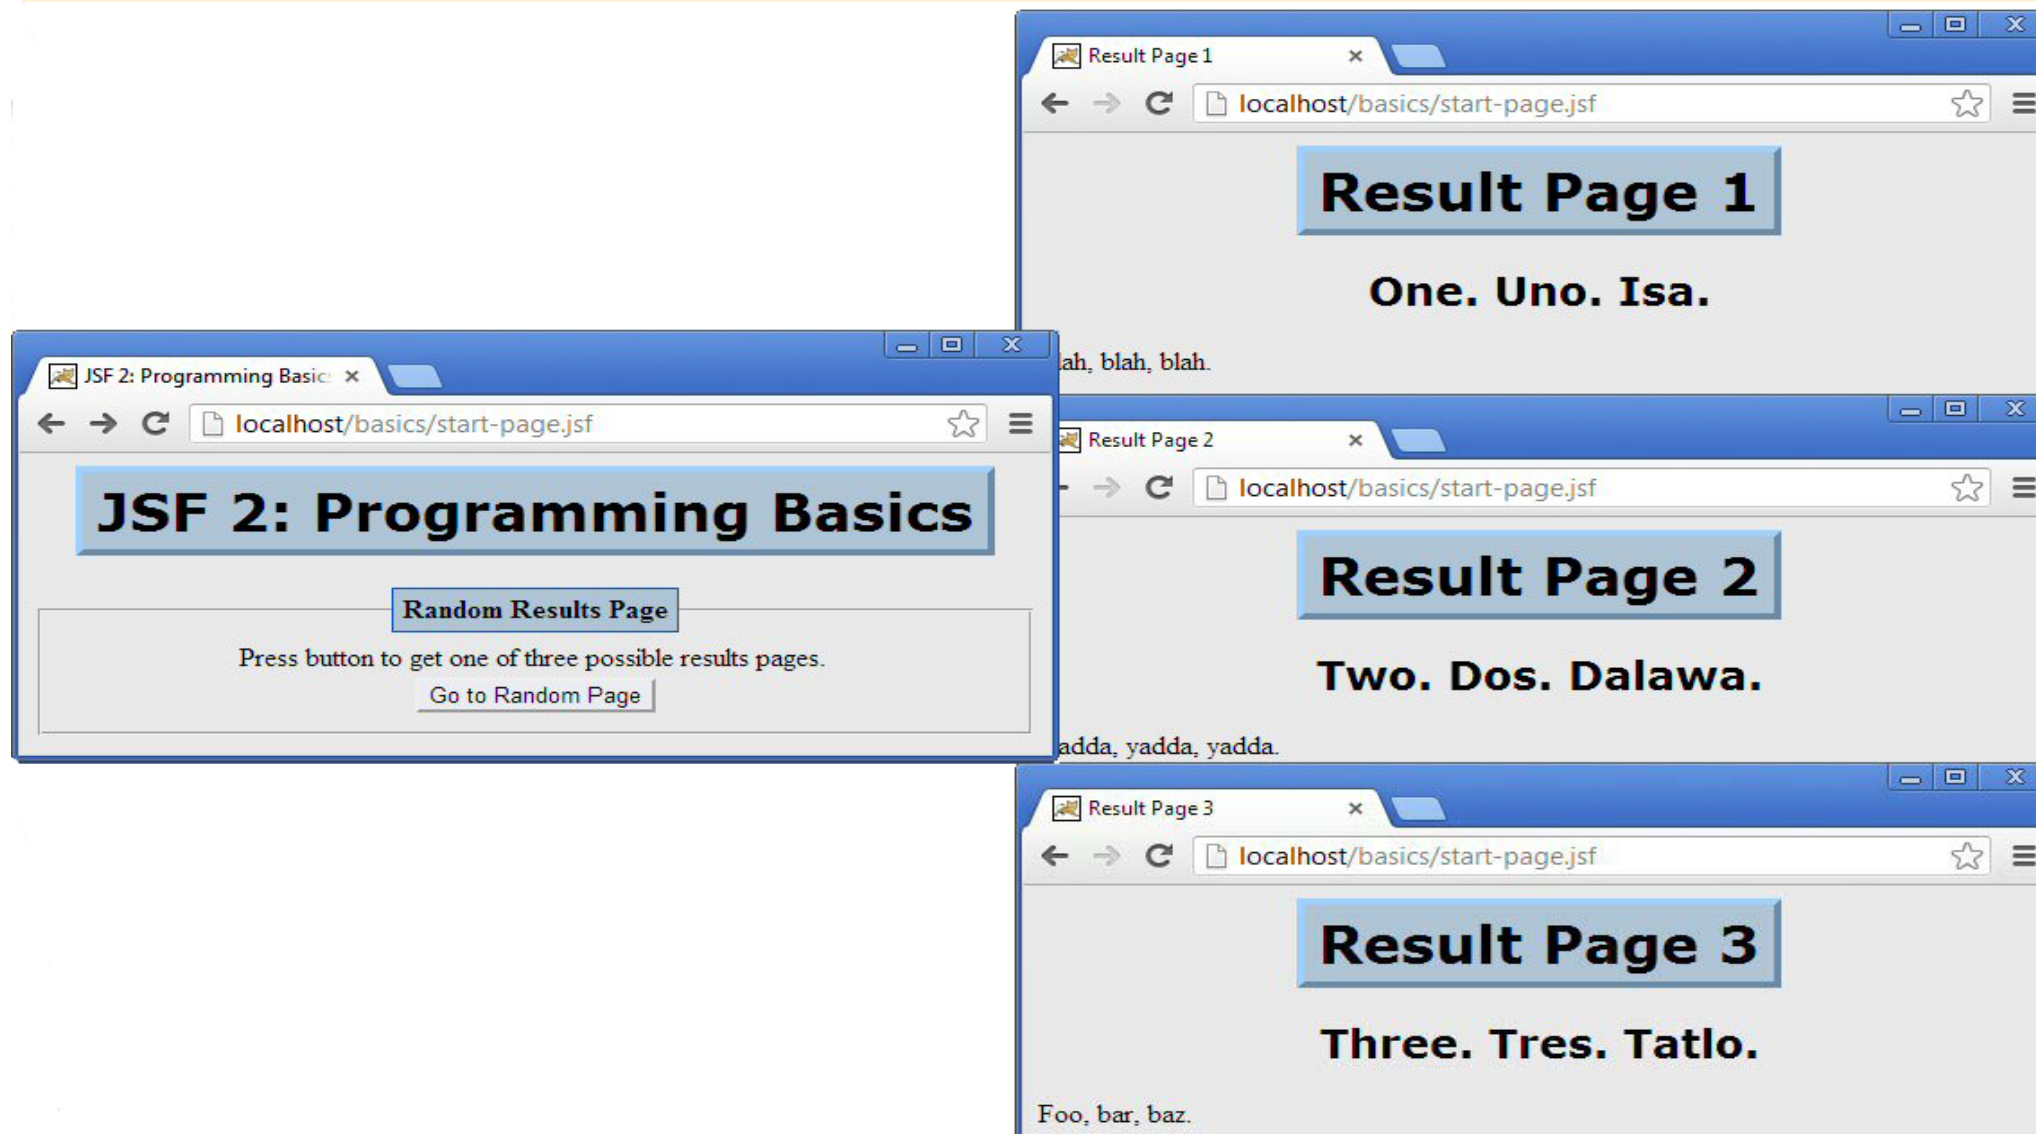 JSF 2: Programming Basic
localhost/basics/start-page.jsf
JSF 2: Programming Basics
Random Results Page
Press button to get one of three possible results pages.
Go to Random Page
Result Page 1
localhost/basics/start-page.jsf
Result Page 1
One. Uno. Isa.
lah, blah, blah.
Result Page 2
localhost/basics/start-page.jsf
Result Page 2
Two. Dos. Dalawa.
adda, yadda, yadda.
Result Page 3
localhost/basics/start-page.jsf
Result Page 3
Three. Tres. Tatlo.
Foo, bar, baz.